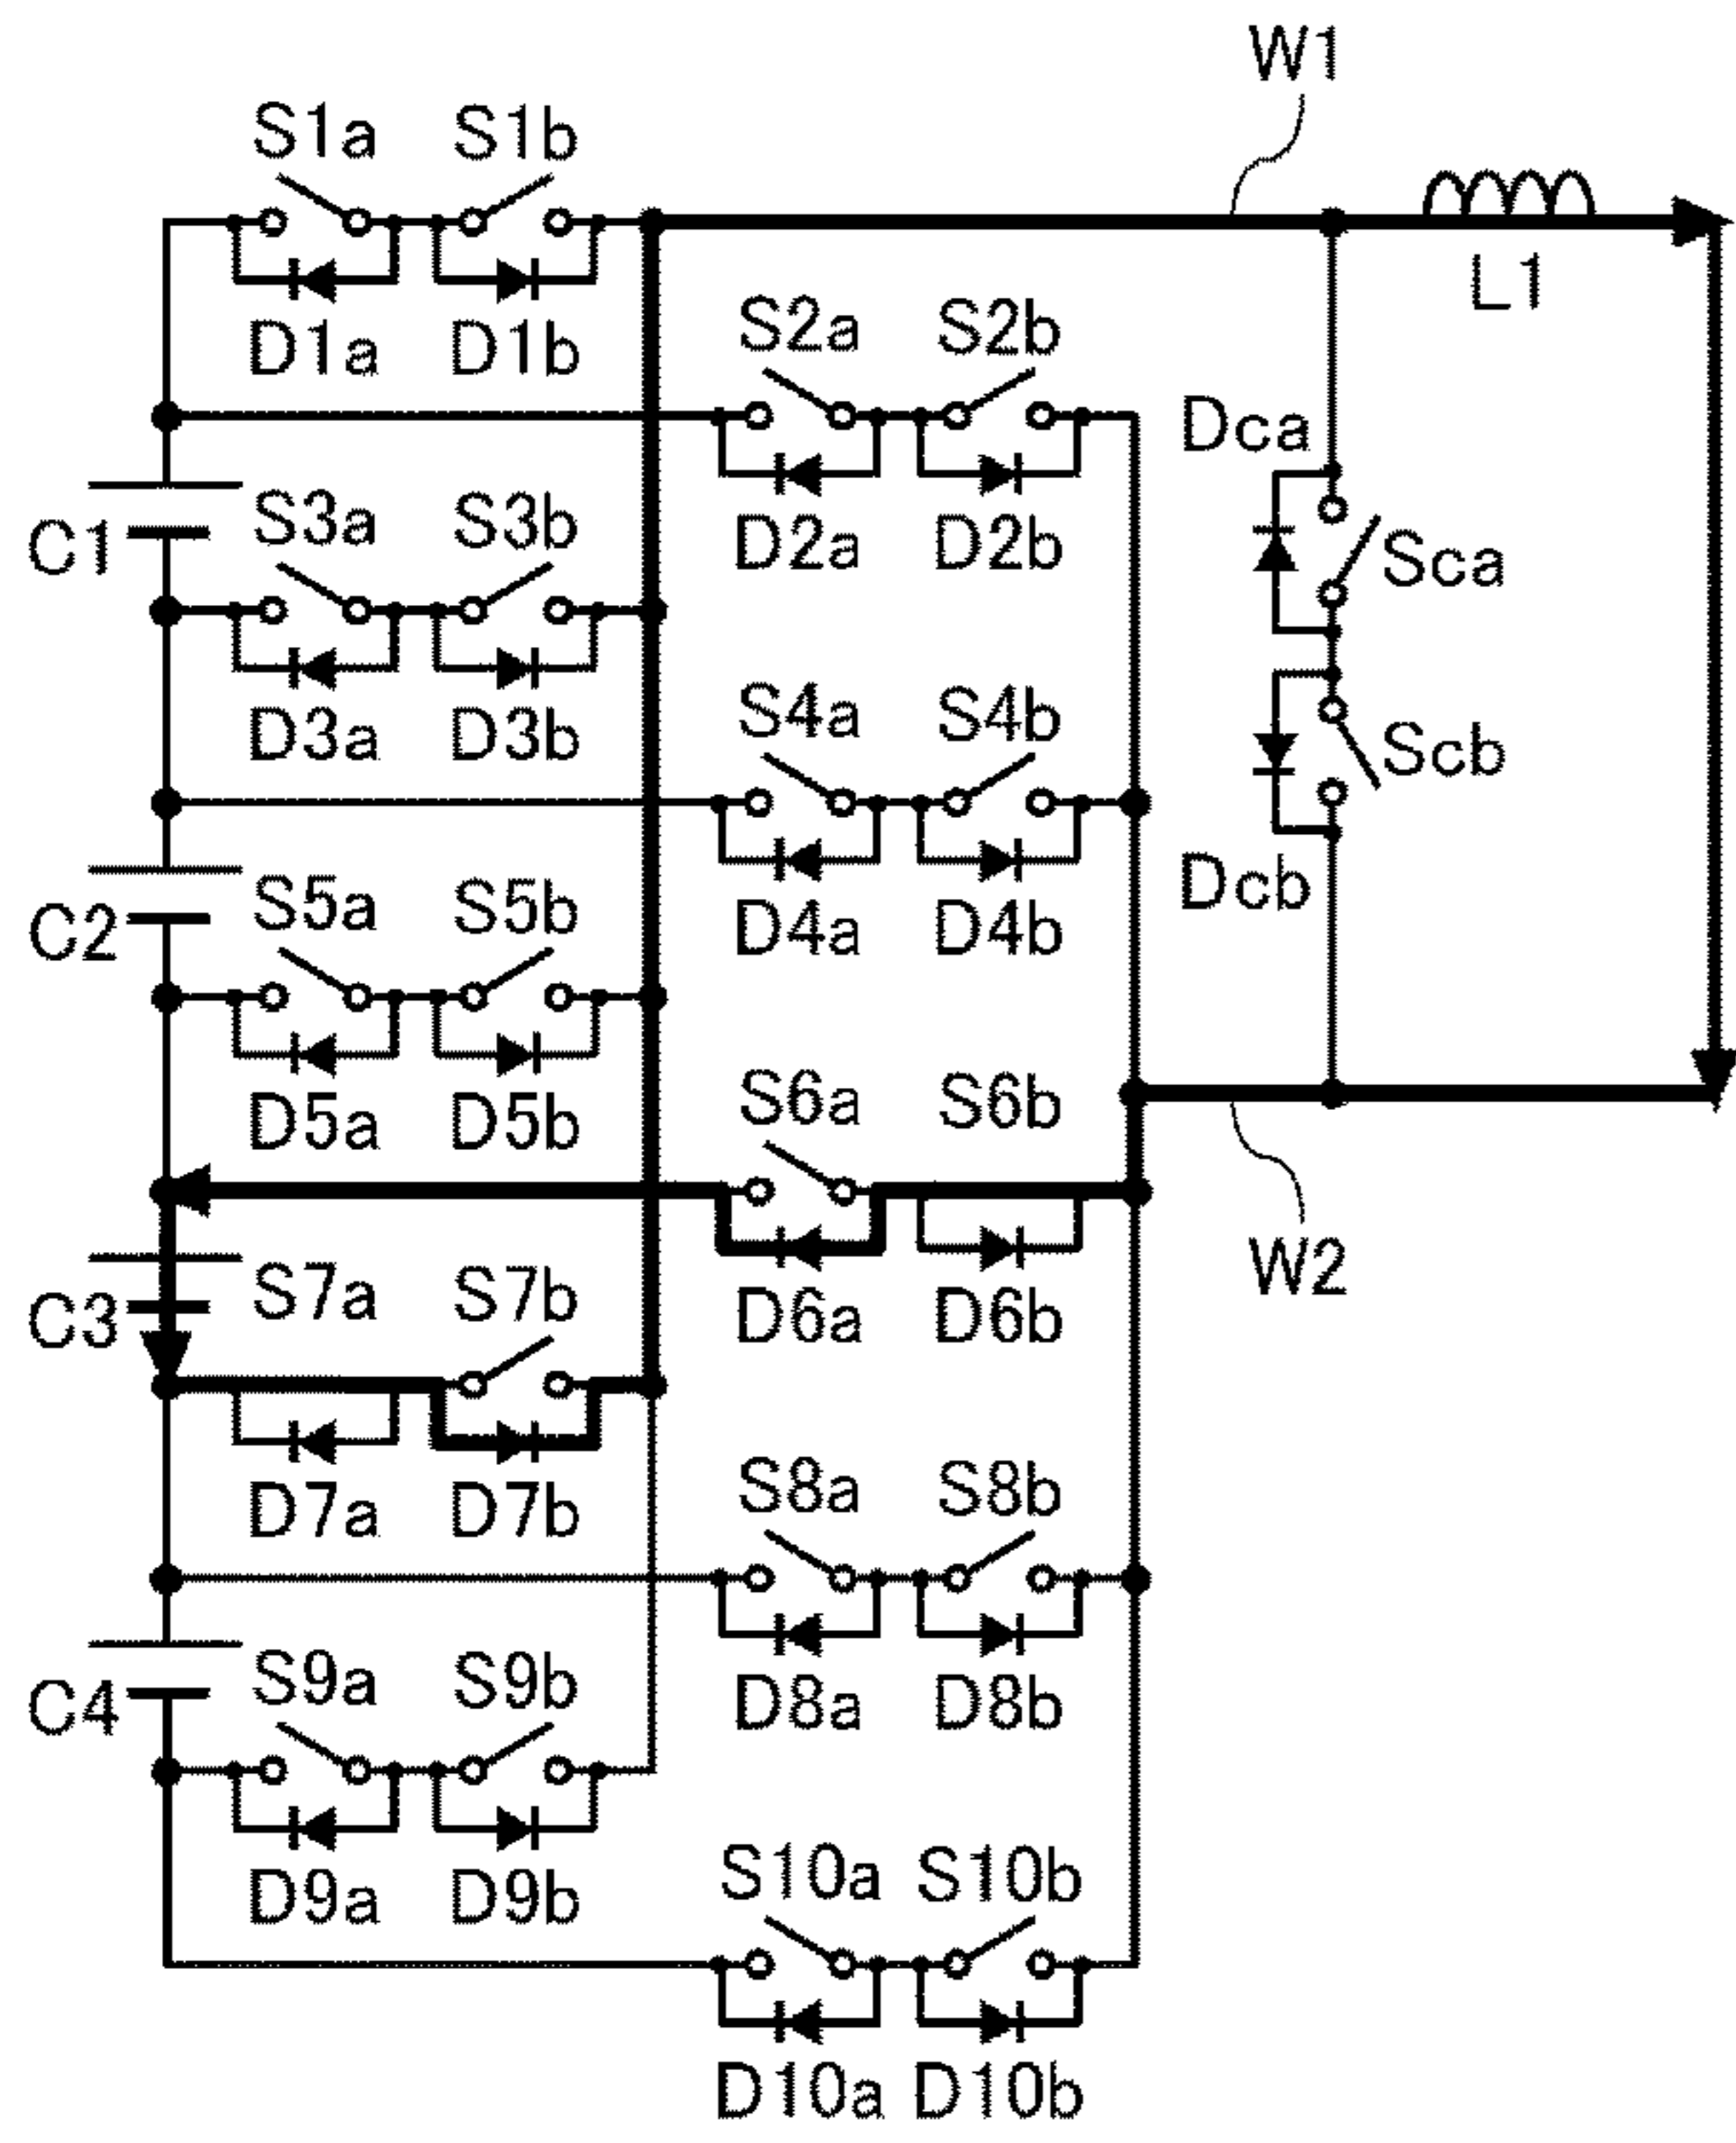 W1
S1a S1b
L1
D1a D1b
S2a S2b
Dca
C1
S3a S3b
D2a D2b
Sca
D3a D3b
S4a S4b
Scb
Dcb
C2
S5a S5b
D4a D4b
D5a D5b
S6a S6b
W2
C3
S7a S7b
D6a D6b
D7a D7b
S8a S8b
C4
S9a S9b
D8a D8b
D9a D9b
S10a S10b
D10a D10b